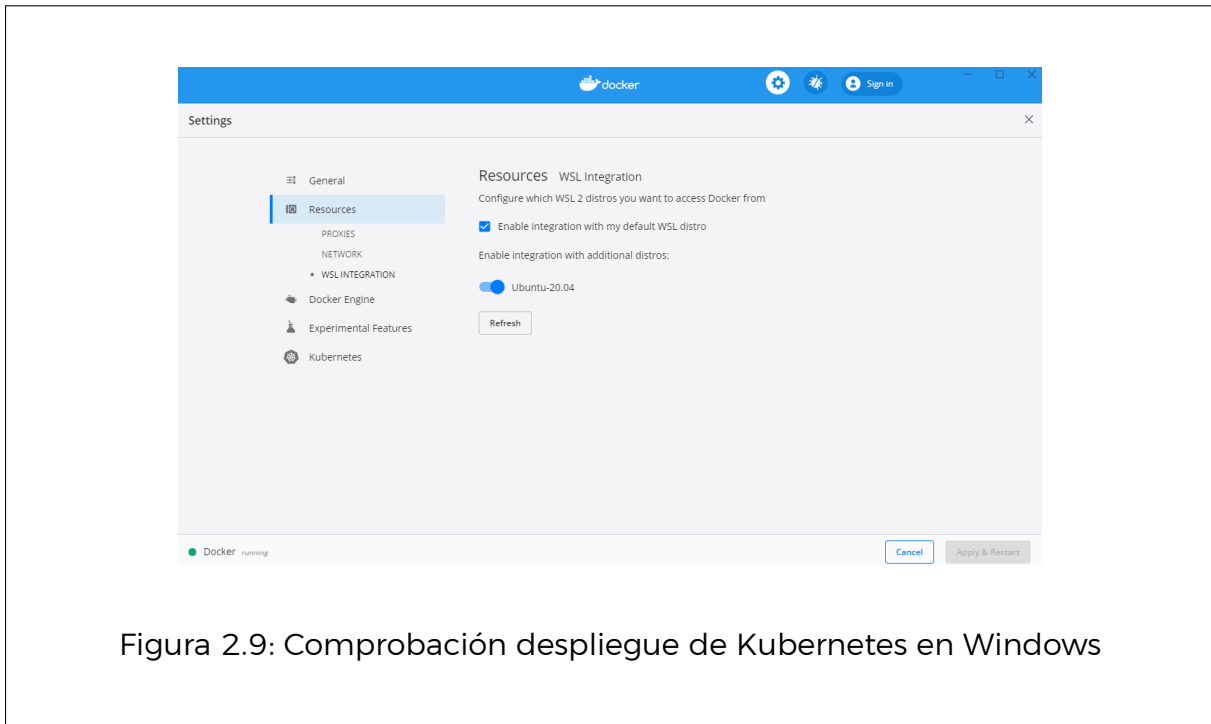 docker
Sign in
Settings
General
Resources
PROXIES
NETWORK
WSL INTEGRATION
Docker Engine
Experimental Features
Kubernetes
Resources WSL Integration
Configure which WSL 2 distros you want to access Docker from
Enable integration with my default WSL distro
Enable integration with additional distros:
Ubuntu-20.04
Refresh
Docker running
Cancel
Apply & Restart
Figura 2.9: Comprobación despliegue de Kubernetes en Windows